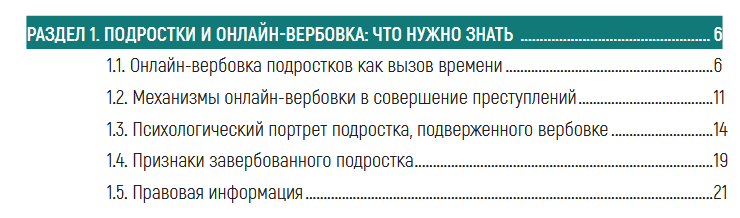 РАЗДЕЛ 1. ПОДРОСТКИ И ОНЛАЙН-ВЕРБОВКА: ЧТО НУЖНО ЗНАТЬ ........................................ 6
1.1. Онлайн-вербовка подростков как вызов времени ........................................ 6
1.2. Механизмы онлайн-вербовки в совершение преступлений ........................................ 11
1.3. Психологический портрет подростка, подверженного вербовке ........................................ 14
1.4. Признаки завербованного подростка ........................................ 19
1.5. Правовая информация ........................................ 21